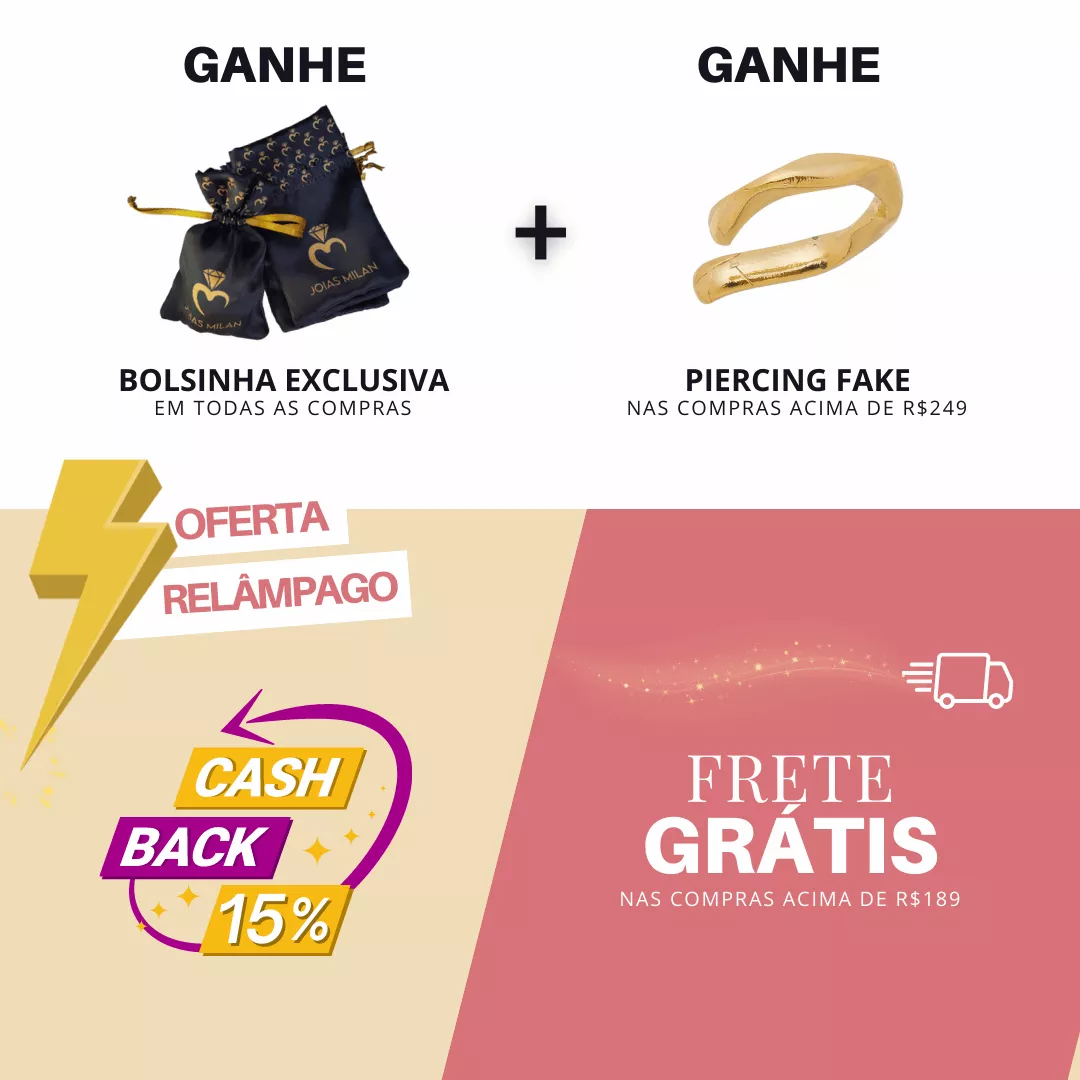 GANHE
GANHE
JOIAS MILAN
JOIAS MILAN
+
BOLSINHA EXCLUSIVA
EM TODAS AS COMPRAS
PIERCING FAKE
NAS COMPRAS ACIMA DE R$249
OFERTA
RELÂMPAGO
CASH
BACK
15%
FRETE
GRÁTIS
NAS COMPRAS ACIMA DE R$189